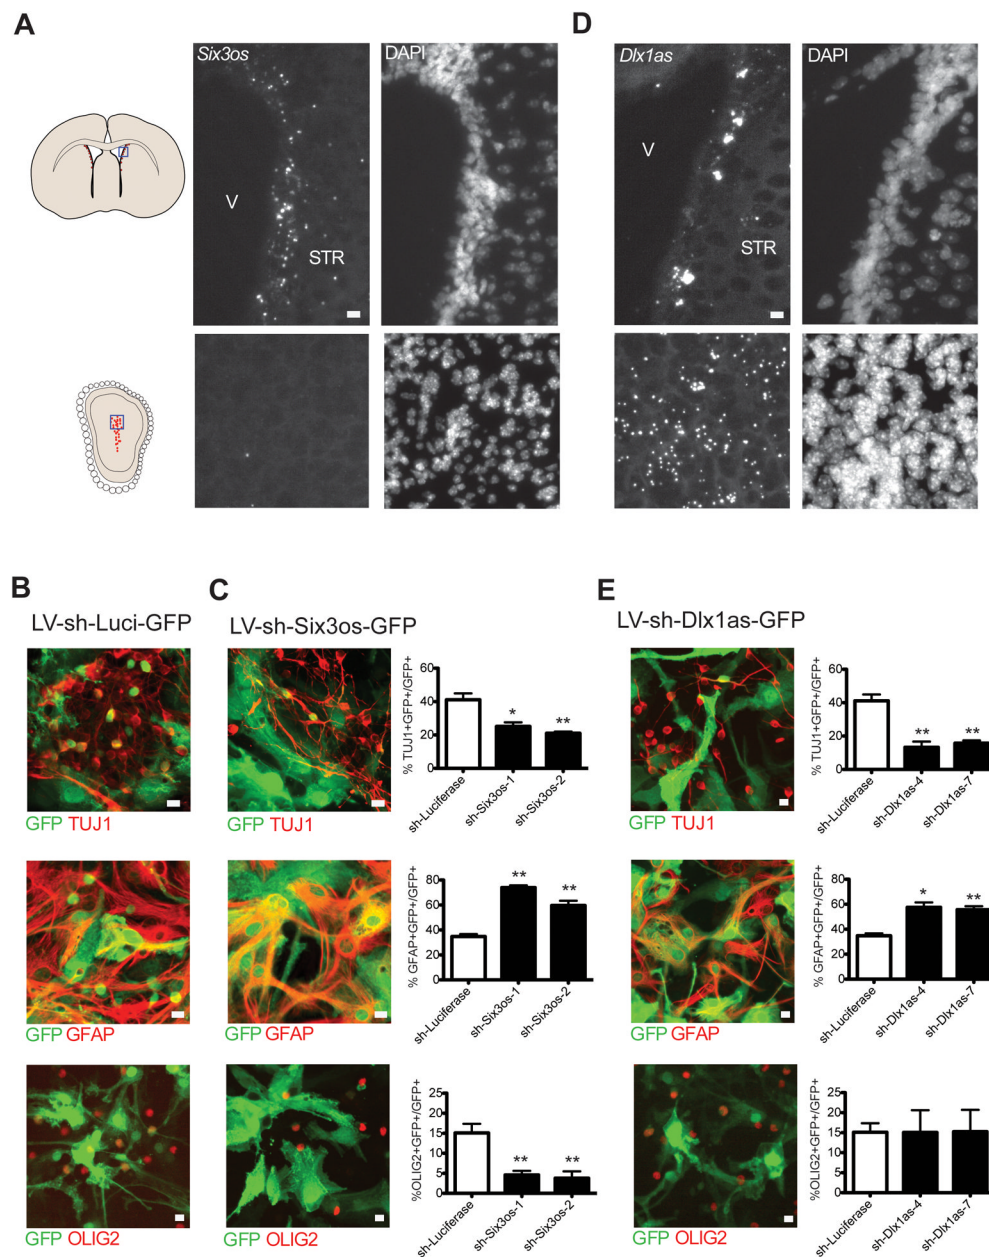 A
D
Six3os
DAPI
V
STR
Dlx1as
DAPI
V
STR
B
C
E
LV-sh-Luci-GFP
LV-sh-Six3os-GFP
LV-sh-Dlx1as-GFP
GFP TUJ1
GFP TUJ1
% TUJ1+GFP+/GFP+
60
40
20
0
*
**
sh-Luciferase
sh-Six3os-1
sh-Six3os-2
GFP TUJ1
% TUJ1+GFP+/GFP+
60
40
20
0
**
**
sh-Luciferase
sh-Dlx1as-4
sh-Dlx1as-7
GFP GFAP
GFP GFAP
% GFAP+GFP+/GFP+
80
60
40
20
0
**
**
sh-Luciferase
sh-Six3os-1
sh-Six3os-2
GFP GFAP
% GFAP+GFP+/GFP+
80
60
40
20
0
*
**
sh-Luciferase
sh-Dlx1as-4
sh-Dlx1as-7
GFP OLIG2
GFP OLIG2
%OLIG2+GFP+/GFP+
25
20
15
10
5
0
**
**
sh-Luciferase
sh-Six3os-1
sh-Six3os-2
GFP OLIG2
%OLIG2+GFP+/GFP+
25
20
15
10
5
0
sh-Luciferase
sh-Dlx1as-4
sh-Dlx1as-7